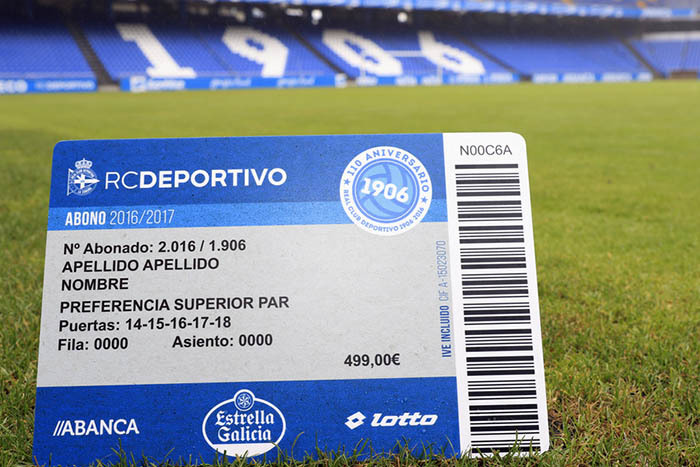 1906
RCDEPORTIVO
ABONO 2016/2017
110 ANIVERSARIO
1906
REAL CLUB DEPORTIVO 1906-2016
N00C6A
Nº Abonado: 2.016 / 1.906
APELLIDO APELLIDO
NOMBRE
PREFERENCIA SUPERIOR PAR
Puertas: 14-15-16-17-18
Fila: 0000 Asiento: 0000
499,00€
IVE INCLUIDO CIF A-15023070
//ABANCA
Estrella
Galicia
lotto